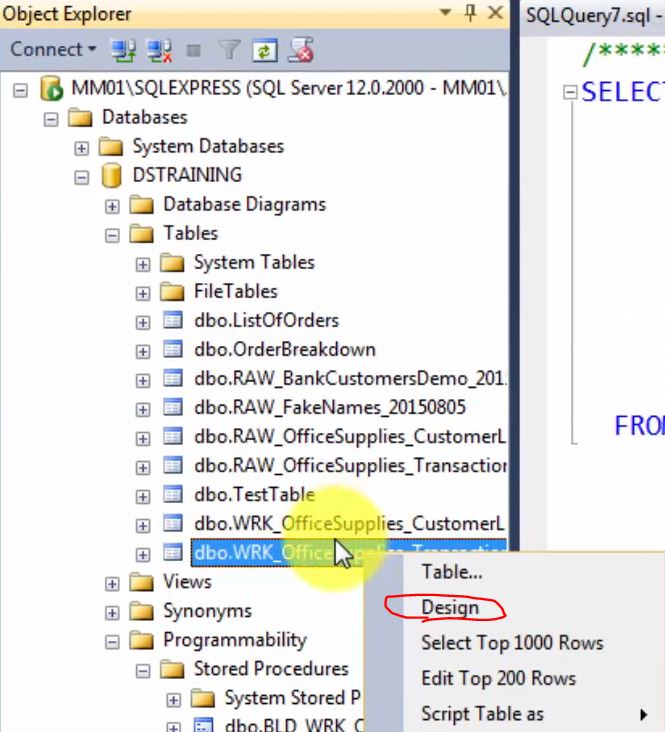 Object Explorer
SQLQuery7.sql -
Connect
/*****
MM01\SQLEXPRESS (SQL Server 12.0.2000 - MM01\
SELECT
Databases
System Databases
DSTRAINING
Database Diagrams
Tables
System Tables
FileTables
dbo.ListOfOrders
dbo.OrderBreakdown
dbo.RAW_BankCustomersDemo_201
dbo.RAW_FakeNames_20150805
dbo.RAW_OfficeSupplies_CustomerL
FROM
dbo.RAW_OfficeSupplies_Transaction
dbo.TestTable
dbo.WRK_OfficeSupplies_CustomerL
dbo.WRK_OfficeSupplies_Transaction
Table...
Views
Design
Synonyms
Programmability
Select Top 1000 Rows
Stored Procedures
Edit Top 200 Rows
System Stored P
Script Table as
dbo.BLD_WRK_C